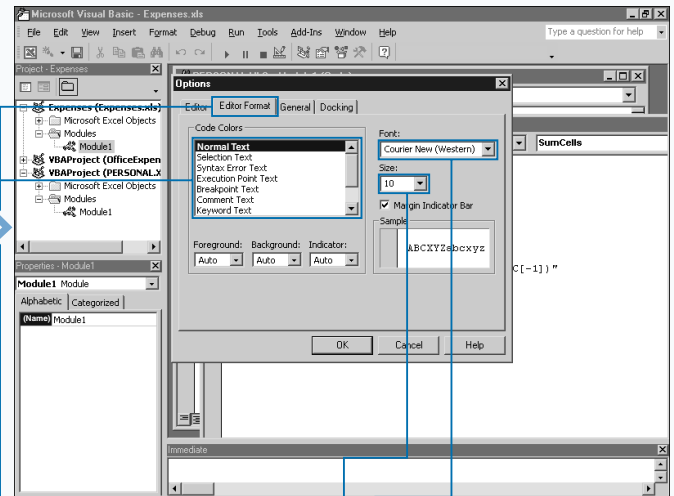 Microsoft Visual Basic - Expenses.xls
File Edit View Insert Format Debug Run Tools Add-Ins Window Help
Type a question for help
Project - Expenses
Expenses (Expenses.xls)
Microsoft Excel Objects
Modules
Module1
VBAProject (OfficeExpen
VBAProject (PERSONAL.X
Microsoft Excel Objects
Modules
Module1
Properties - Module1
Module1 Module
Alphabetic Categorized
(Name) Module1
Options
Editor Editor Format General Docking
Code Colors
Normal Text
Selection Text
Syntax Error Text
Execution Point Text
Breakpoint Text
Comment Text
Keyword Text
Foreground: Background: Indicator:
Auto Auto Auto
Font:
Courier New (Western)
Size:
10
Margin Indicator Bar
Sample
ABCXYZabcxyz
OK Cancel Help
SumCells
C[-1])"
Immediate